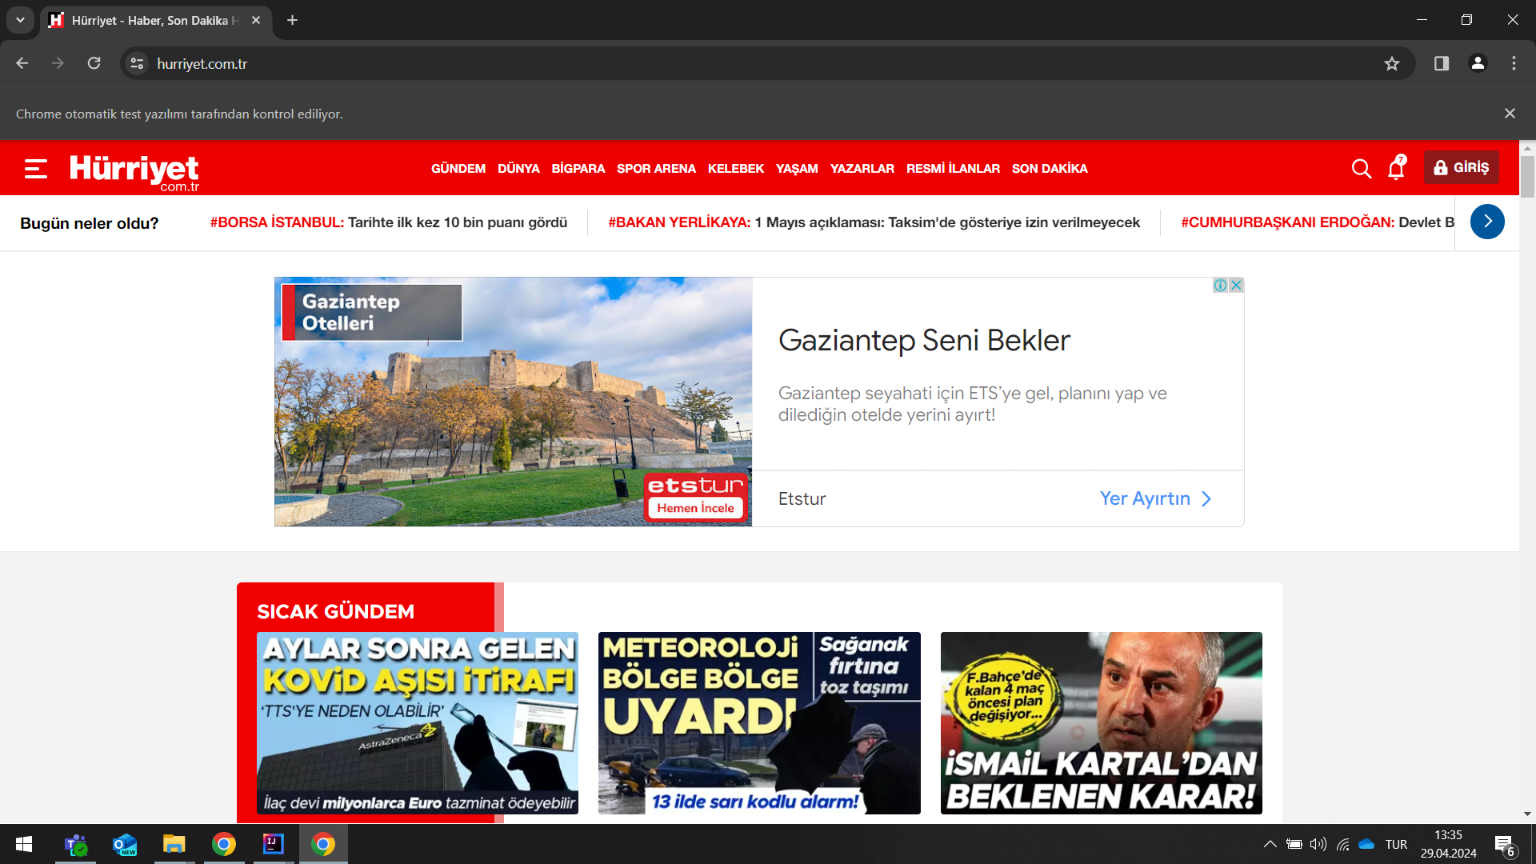 Hürriyet - Haber, Son Dakika H
hurriyet.com.tr
Chrome otomatik test yazılımı tarafından kontrol ediliyor.
Hürriyet
com.tr
GÜNDEM DÜNYA BİGPARA SPOR ARENA KELEBEK YAŞAM YAZARLAR RESMİ İLANLAR SON DAKİKA
7
GİRİŞ
Bugün neler oldu?
#BORSA İSTANBUL: Tarihte ilk kez 10 bin puanı gördü
#BAKAN YERLİKAYA: 1 Mayıs açıklaması: Taksim'de gösteriye izin verilmeyecek
#CUMHURBAŞKANI ERDOĞAN: Devlet B
Gaziantep
Otelleri
etstur
Hemen İncele
Gaziantep Seni Bekler
Gaziantep seyahati için ETS'ye gel, planını yap ve
dilediğin otelde yerini ayırt!
Etstur
Yer Ayırtın
SICAK GÜNDEM
AYLAR SONRA GELEN
KOVİD AŞISI İTİRAFI
'TTS'YE NEDEN OLABİLİR'
AstraZeneca
İlaç devi milyonlarca Euro tazminat ödeyebilir
METEOROLOJİ
BÖLGE BÖLGE
UYARDI
Sağanak
fırtına
toz taşımı
13 ilde sarı kodlu alarm!
F.Bahçe'de
kalan 4 maç
öncesi plan
değişiyor...
İSMAİL KARTAL'DAN
BEKLENEN KARAR!
TUR
13:35
29.04.2024
6